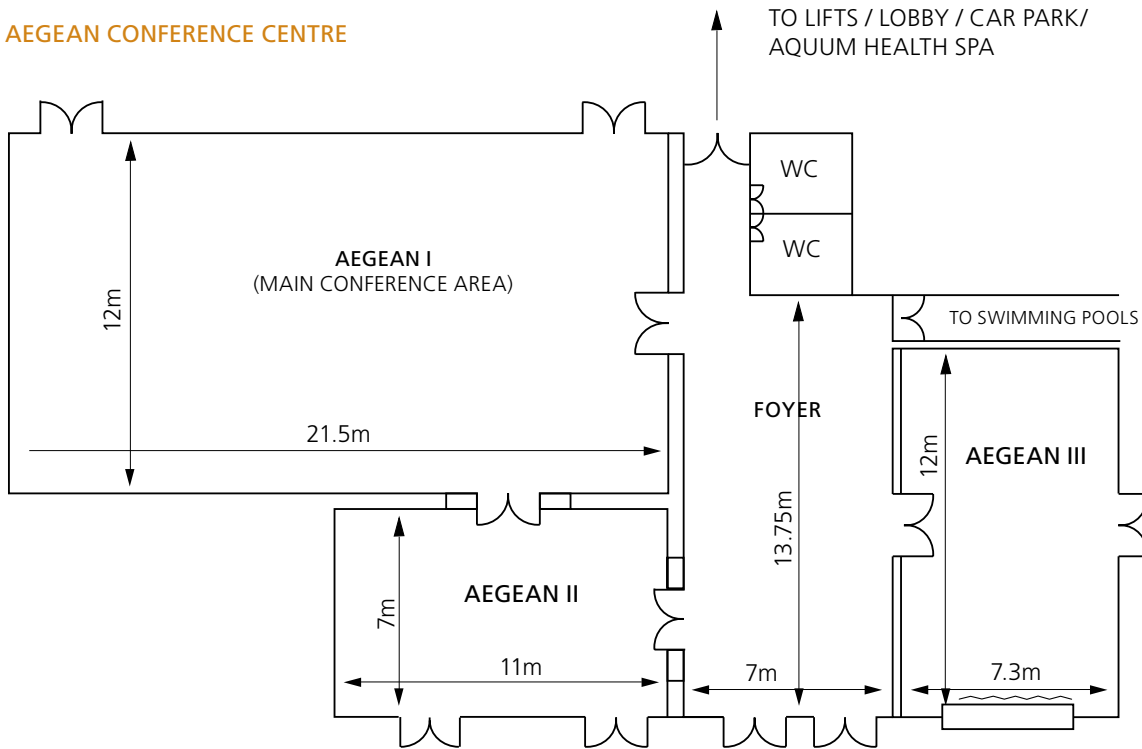 AEGEAN CONFERENCE CENTRE
TO LIFTS / LOBBY / CAR PARK/
AQUUM HEALTH SPA
WC
WC
AEGEAN I
(MAIN CONFERENCE AREA)
12m
21.5m
TO SWIMMING POOLS
FOYER
13.75m
7m
AEGEAN III
12m
7.3m
AEGEAN II
7m
11m